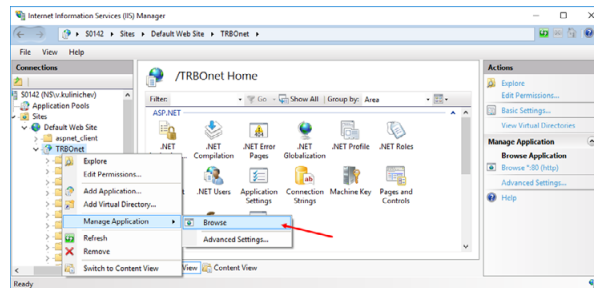 Internet Information Services (IIS) Manager
S0142 ▸ Sites ▸ Default Web Site ▸ TRBOnet ▸
File View Help
Connections
S0142 (NS\v.kulinichev)
Application Pools
Sites
Default Web Site
aspnet_client
TRBOnet
Explore
Edit Permissions...
Add Application...
Add Virtual Directory...
Manage Application
Refresh
Remove
Switch to Content View
Browse
Advanced Settings...
/TRBOnet Home
Filter: Go Show All Group by: Area
ASP.NET
.NET Compilation
.NET Error Pages
.NET Globalization
.NET Profile
.NET Roles
.NET Users
Application Settings
Connection Strings
Machine Key
Pages and Controls
View Content View
Actions
Explore
Edit Permissions...
Basic Settings...
View Virtual Directories
Manage Application
Browse Application
Browse *:80 (http)
Advanced Settings...
Help
Ready